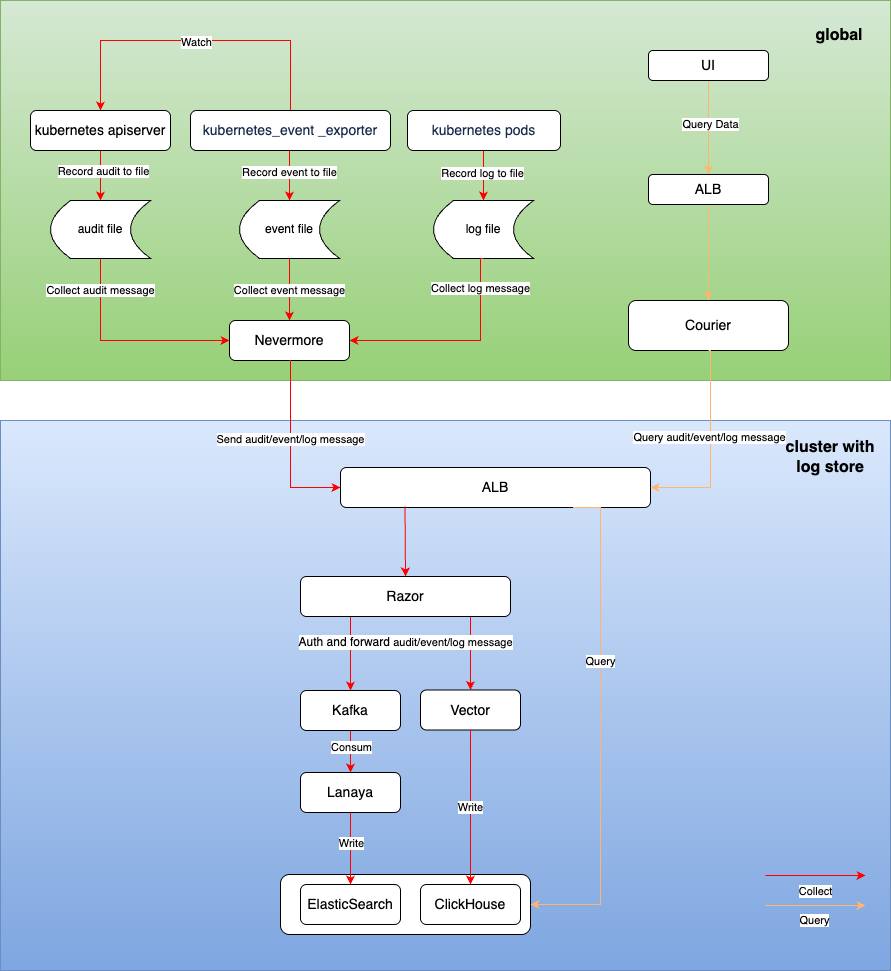 global
Watch
UI
kubernetes apiserver
kubernetes_event _exporter
kubernetes pods
Query Data
Record audit to file
Record event to file
Record log to file
ALB
audit file
event file
log file
Collect audit message
Collect event message
Collect log message
Nevermore
Courier
Send audit/event/log message
Query audit/event/log message
cluster with
log store
ALB
Razor
Auth and forward audit/event/log message
Query
Kafka
Vector
Consum
Lanaya
Write
Write
ElasticSearch
ClickHouse
Collect
Query